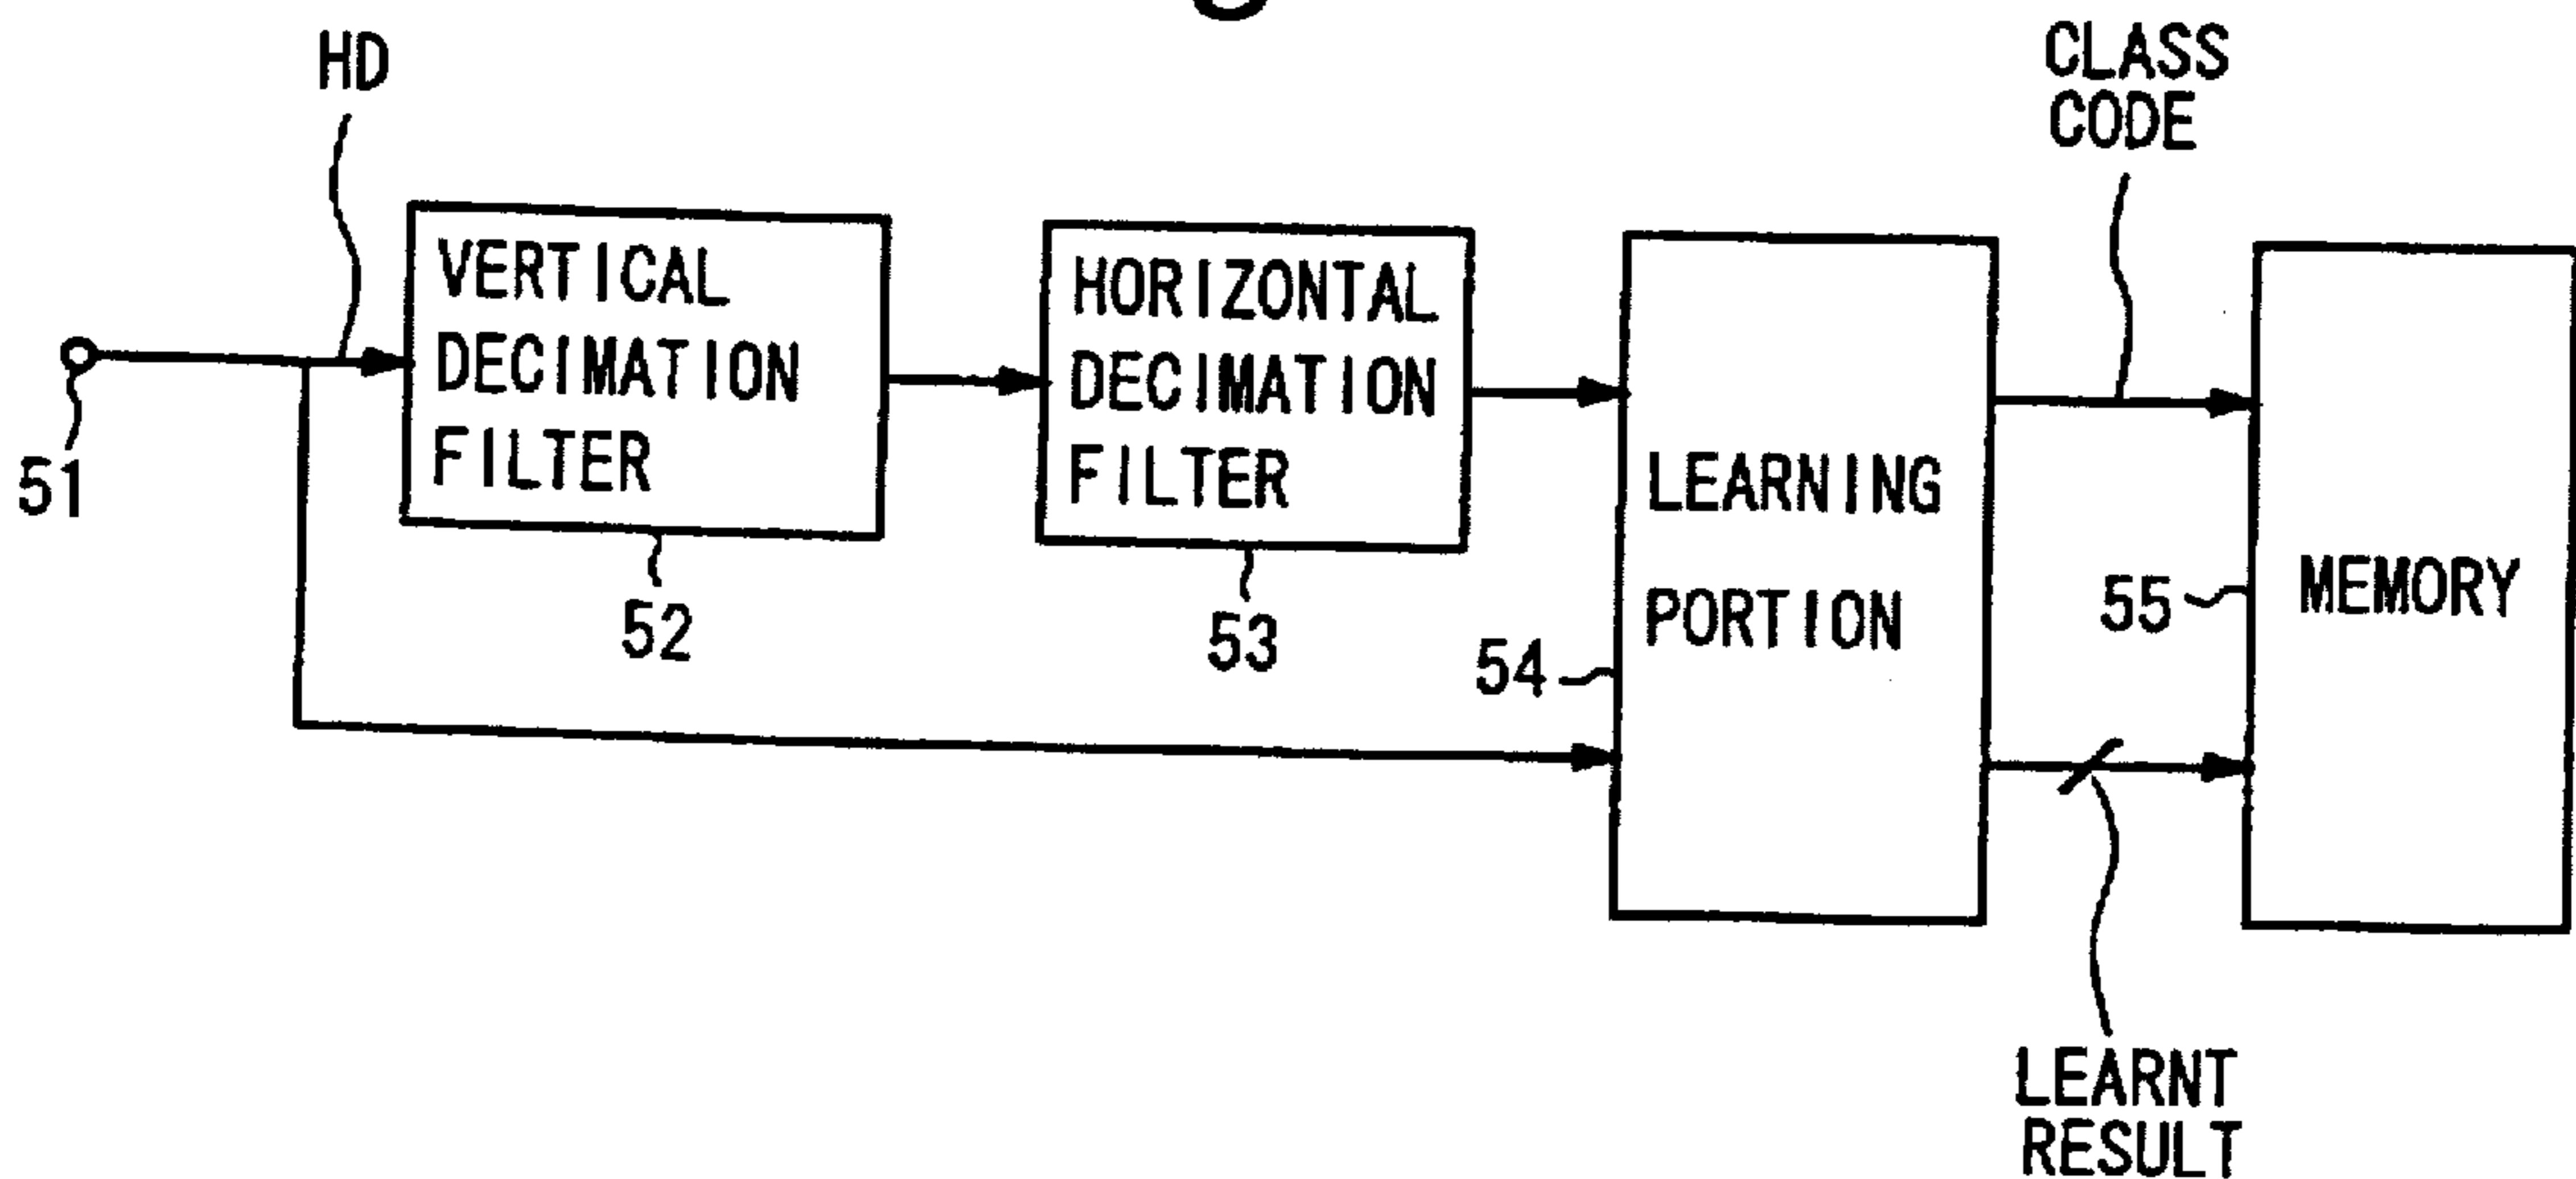 HD
CLASS
CODE
VERTICAL
DECIMATION
FILTER
HORIZONTAL
DECIMATION
FILTER
LEARNING
PORTION
MEMORY
51
52
53
54
55
LEARNT
RESULT